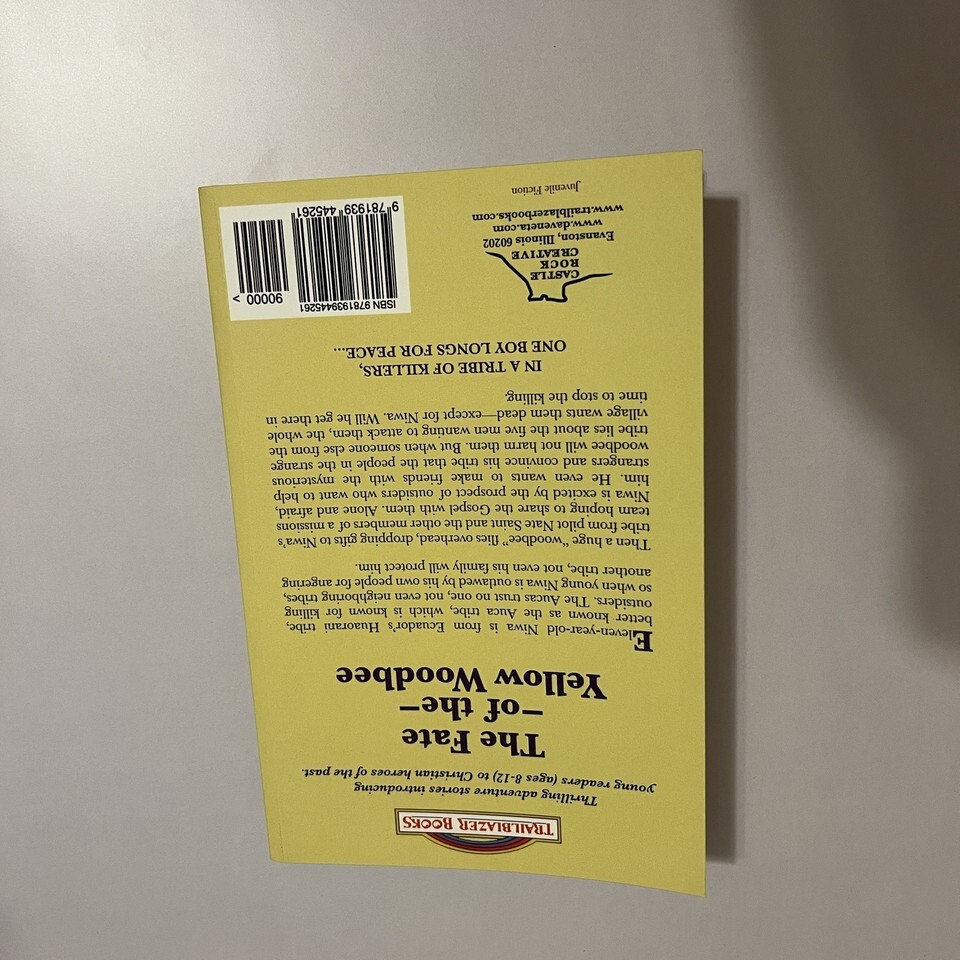 TRAILBLAZER BOOKS
Thrilling adventure stories introducing
young readers (ages 8-12) to Christian heroes of the past.
The Fate
–of the–
Yellow Woodbee
Eleven-year-old Niwa is from Ecuador's Huaorani tribe,
better known as the Auca tribe, which is known for killing
outsiders. The Aucas trust no one, not even neighboring tribes,
so when young Niwa is outlawed by his own people for angering
another tribe, not even his family will protect him.
Then a huge “woodbee” flies overhead, dropping gifts to Niwa's
tribe from pilot Nate Saint and the other members of a missions
team hoping to share the Gospel with them. Alone and afraid,
Niwa is excited by the prospect of outsiders who want to help
him. He even wants to make friends with the mysterious
strangers and convince his tribe that the people in the strange
woodbee will not harm them. But when someone else from the
tribe lies about the five men wanting to attack them, the whole
village wants them dead—except for Niwa. Will he get there in
time to stop the killing.
IN A TRIBE OF KILLERS,
ONE BOY LONGS FOR PEACE...
CASTLE
ROCK
CREATIVE
Evanston, Illinois 60202
www.daveneta.com
www.trailblazerbooks.com
Juvenile Fiction
ISBN 9781939445261
90000 >
9 781939 445261